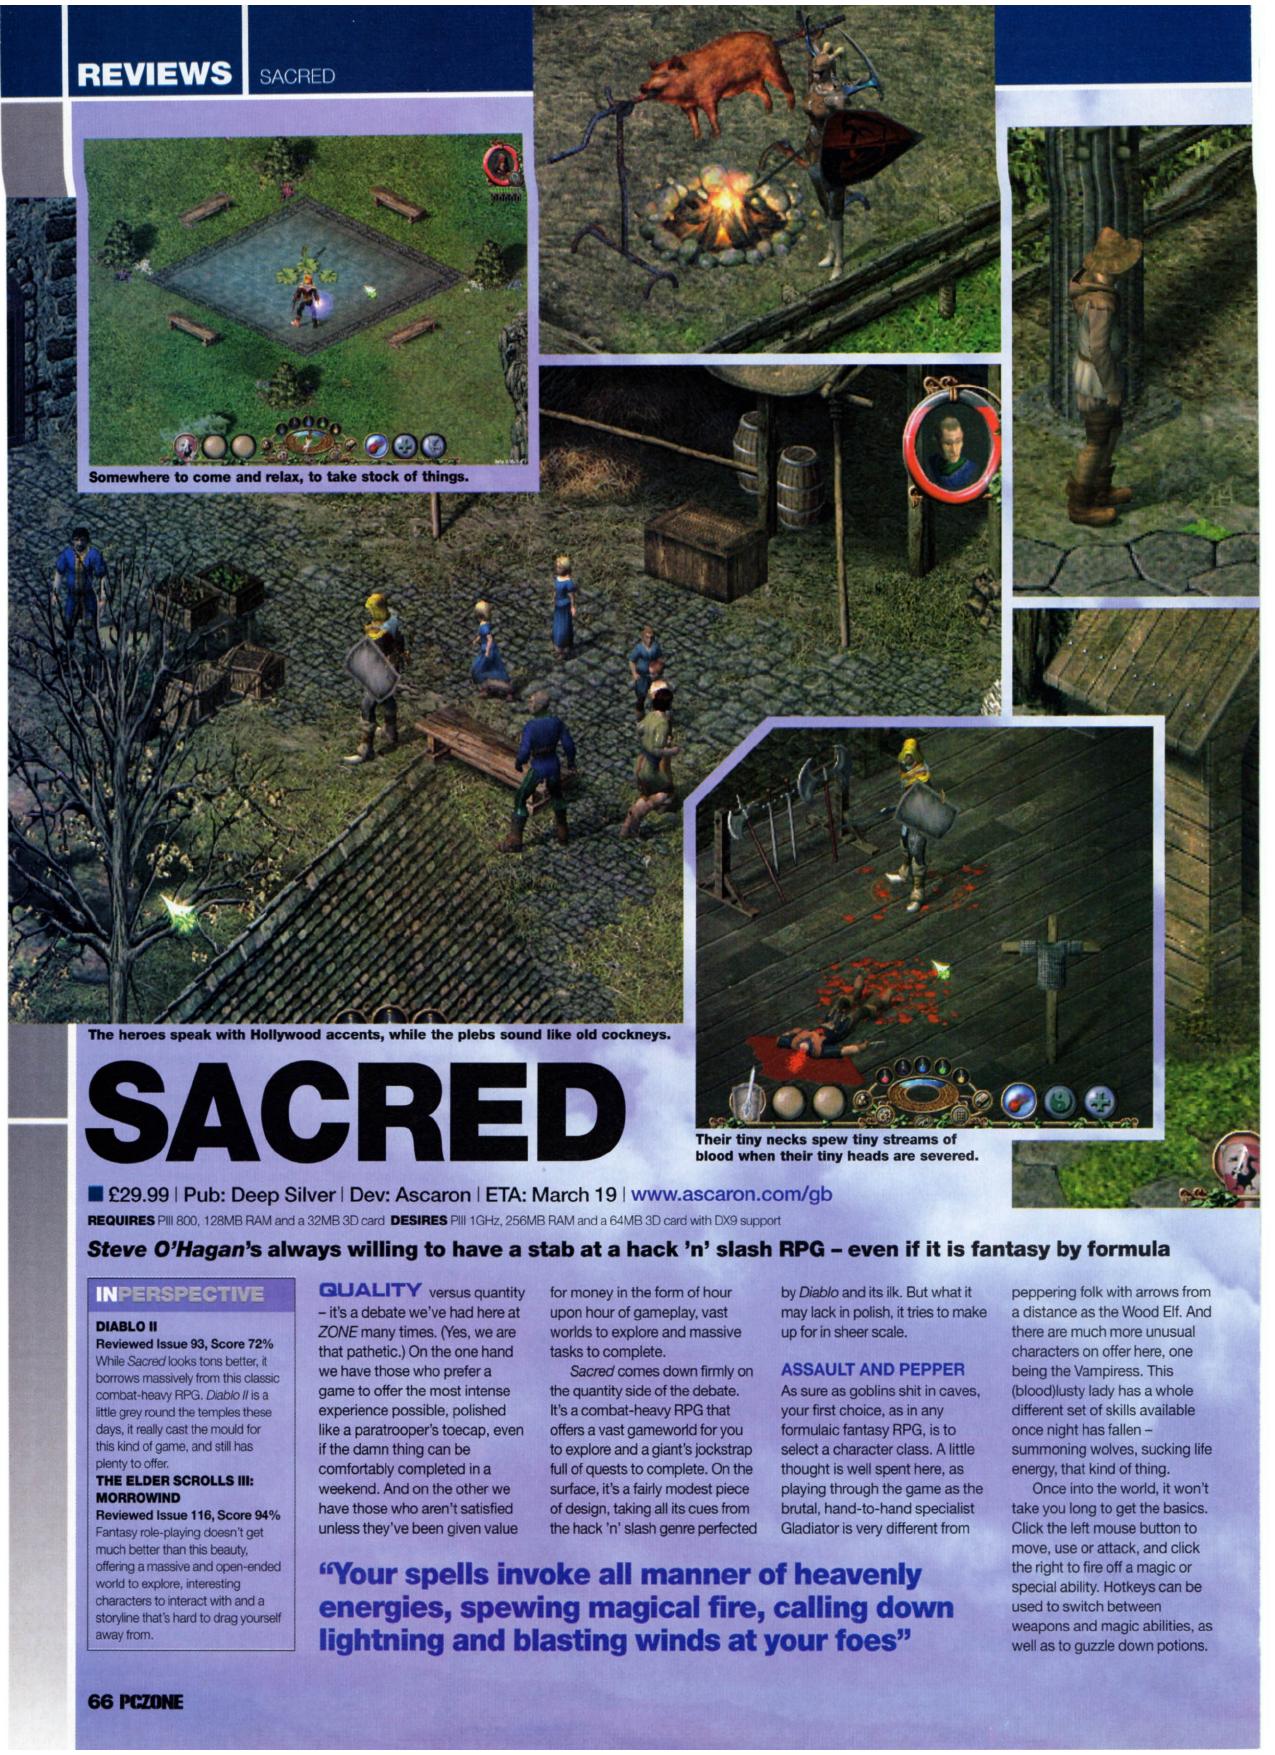 REVIEWS
SACRED
Somewhere to come and relax, to take stock of things.
The heroes speak with Hollywood accents, while the plebs sound like old cockneys.
Their tiny necks spew tiny streams of
blood when their tiny heads are severed.
SACRED
£29.99 | Pub: Deep Silver | Dev: Ascaron | ETA: March 19 | www.ascaron.com/gb
REQUIRES PIII 800, 128MB RAM and a 32MB 3D card DESIRES PIII 1GHz, 256MB RAM and a 64MB 3D card with DX9 support
Steve O'Hagan's always willing to have a stab at a hack 'n' slash RPG – even if it is fantasy by formula
INPERSPECTIVE
DIABLO II
Reviewed Issue 93, Score 72%
While Sacred looks tons better, it
borrows massively from this classic
combat-heavy RPG. Diablo II is a
little grey round the temples these
days, it really cast the mould for
this kind of game, and still has
plenty to offer.
THE ELDER SCROLLS III:
MORROWIND
Reviewed Issue 116, Score 94%
Fantasy role-playing doesn't get
much better than this beauty,
offering a massive and open-ended
world to explore, interesting
characters to interact with and a
storyline that's hard to drag yourself
away from.
QUALITY versus quantity
– it's a debate we've had here at
ZONE many times. (Yes, we are
that pathetic.) On the one hand
we have those who prefer a
game to offer the most intense
experience possible, polished
like a paratrooper's toecap, even
if the damn thing can be
comfortably completed in a
weekend. And on the other we
have those who aren't satisfied
unless they've been given value
for money in the form of hour
upon hour of gameplay, vast
worlds to explore and massive
tasks to complete.
Sacred comes down firmly on
the quantity side of the debate.
It's a combat-heavy RPG that
offers a vast gameworld for you
to explore and a giant's jockstrap
full of quests to complete. On the
surface, it's a fairly modest piece
of design, taking all its cues from
the hack 'n' slash genre perfected
by Diablo and its ilk. But what it
may lack in polish, it tries to make
up for in sheer scale.
ASSAULT AND PEPPER
As sure as goblins shit in caves,
your first choice, as in any
formulaic fantasy RPG, is to
select a character class. A little
thought is well spent here, as
playing through the game as the
brutal, hand-to-hand specialist
Gladiator is very different from
peppering folk with arrows from
a distance as the Wood Elf. And
there are much more unusual
characters on offer here, one
being the Vampiress. This
(blood)lusty lady has a whole
different set of skills available
once night has fallen –
summoning wolves, sucking life
energy, that kind of thing.
Once into the world, it won't
take you long to get the basics.
Click the left mouse button to
move, use or attack, and click
the right to fire off a magic or
special ability. Hotkeys can be
used to switch between
weapons and magic abilities, as
well as to guzzle down potions.
“Your spells invoke all manner of heavenly
energies, spewing magical fire, calling down
lightning and blasting winds at your foes”
66 PCZONE